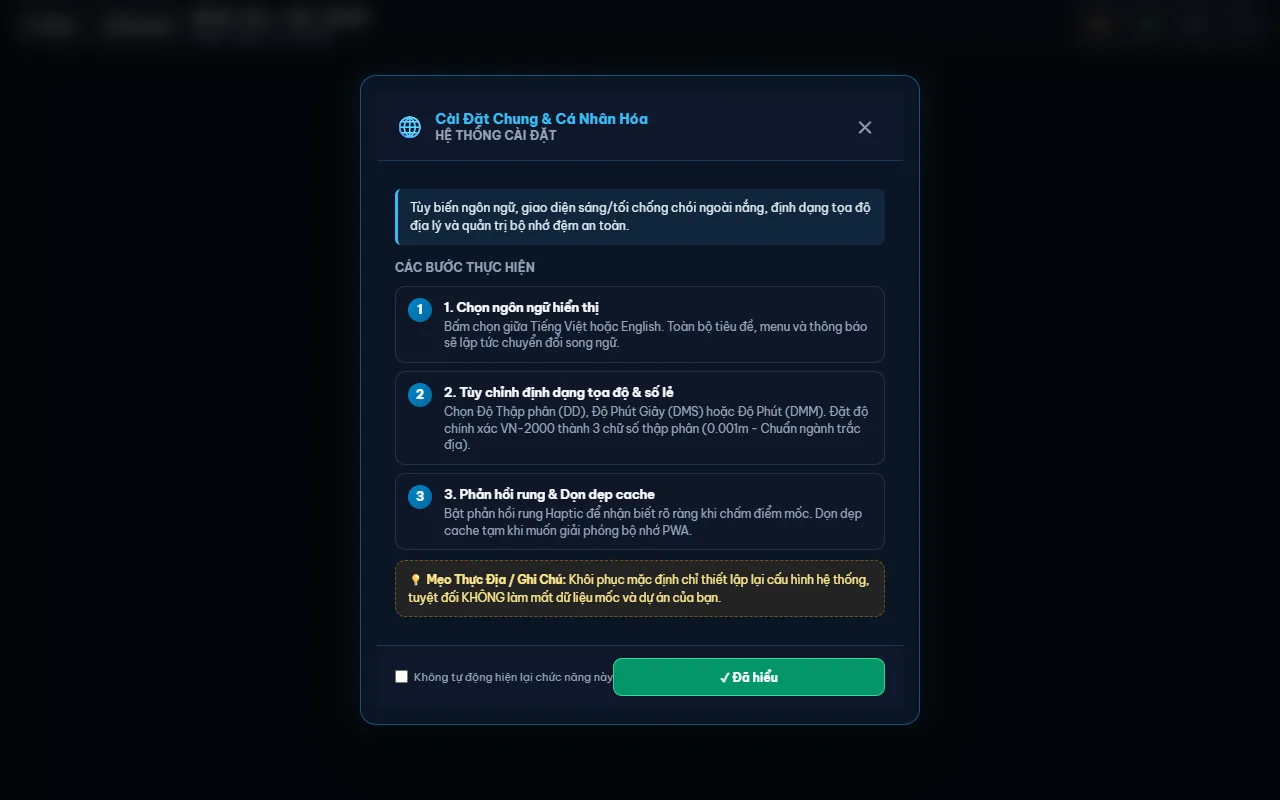 Cài Đặt Chung & Cá Nhân Hóa
HỆ THỐNG CÀI ĐẶT
Tùy biến ngôn ngữ, giao diện sáng/tối chống chói ngoài nắng, định dạng tọa độ
địa lý và quản trị bộ nhớ đệm an toàn.
CÁC BƯỚC THỰC HIỆN
1
1. Chọn ngôn ngữ hiển thị
Bấm chọn giữa Tiếng Việt hoặc English. Toàn bộ tiêu đề, menu và thông báo
sẽ lập tức chuyển đổi song ngữ.
2
2. Tùy chỉnh định dạng tọa độ & số lẻ
Chọn Độ Thập phân (DD), Độ Phút Giây (DMS) hoặc Độ Phút (DMM). Đặt độ
chính xác VN-2000 thành 3 chữ số thập phân (0.001m - Chuẩn ngành trắc
địa).
3
3. Phản hồi rung & Dọn dẹp cache
Bật phản hồi rung Haptic để nhận biết rõ ràng khi chấm điểm mốc. Dọn dẹp
cache tạm khi muốn giải phóng bộ nhớ PWA.
💡 Mẹo Thực Địa / Ghi Chú: Khôi phục mặc định chỉ thiết lập lại cấu hình hệ thống,
tuyệt đối KHÔNG làm mất dữ liệu mốc và dự án của bạn.
Không tự động hiện lại chức năng này
✓ Đã hiểu